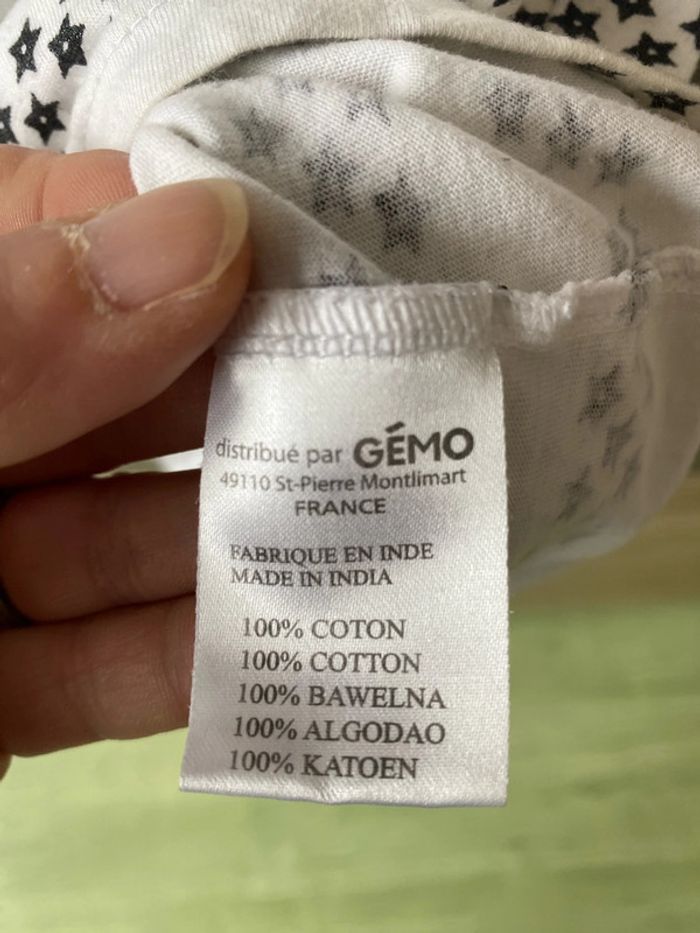 distribué par GÉMO
49110 St-Pierre Montlimart
FRANCE
FABRIQUE EN INDE
MADE IN INDIA
100% COTON
100% COTTON
100% BAWELNA
100% ALGODAO
100% KATOEN